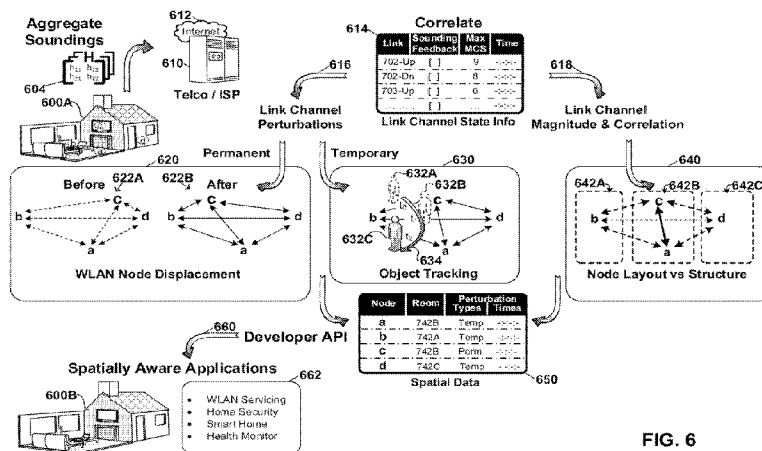 Aggregate
Soundings
612
Internet
604
h11 h12
h21 h22
610
Telco / ISP
600A
614
Correlate
Link Sounding Feedback Max MCS Time
702-Up [ ] 9 -:-:-
702-Dn [ ] 8 -:-:-
703-Up [ ] 6 -:-:-
... [ ] ... -:-:-
Link Channel State Info
616
618
Link Channel
Perturbations
Link Channel
Magnitude & Correlation
Permanent
Temporary
620
Before
622A
622B
After
b c d a
b c d a
WLAN Node Displacement
630
632A
632B
632C
b c d a
634
Object Tracking
640
642A
642B
642C
b c d a
Node Layout vs Structure
660
Developer API
Node Room Perturbation Types Times
a 742B Temp -:-:-
b 742A Temp -:-:-
c 742B Perm -:-:-
d 742C Temp -:-:-
Spatial Data
650
Spatially Aware Applications
600B
662
• WLAN Servicing
• Home Security
• Smart Home
• Health Monitor
FIG. 6